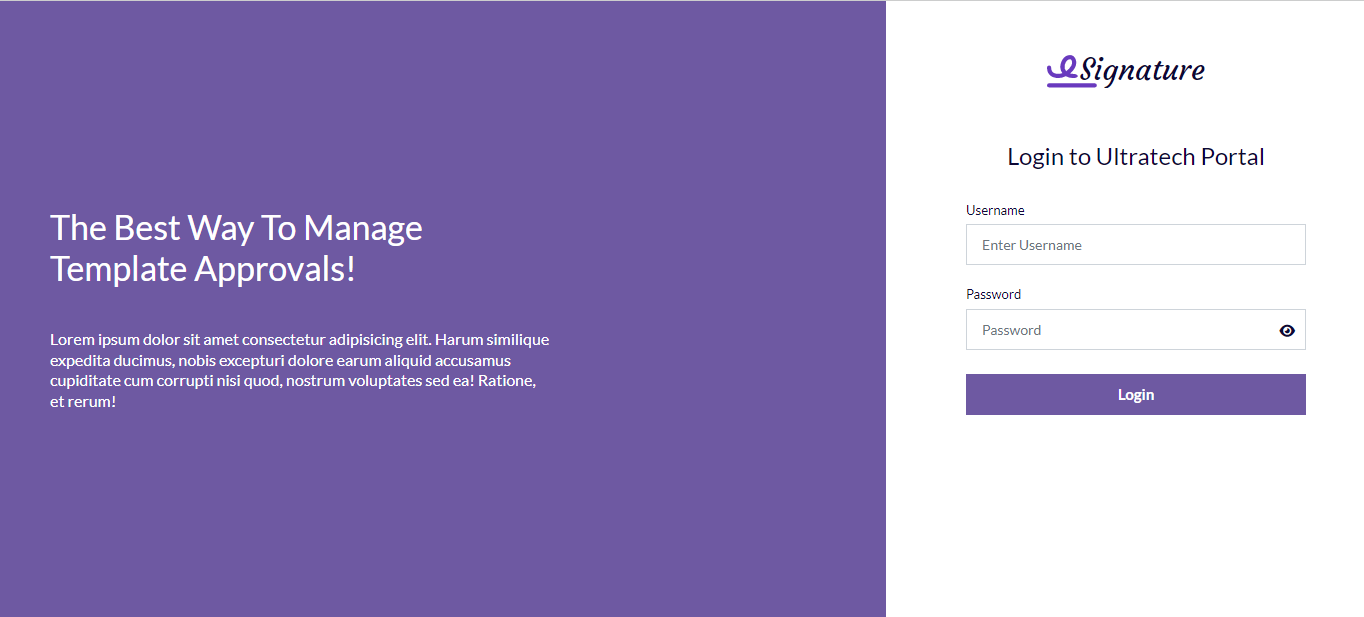 The Best Way To Manage
Template Approvals!
Lorem ipsum dolor sit amet consectetur adipisicing elit. Harum similique
expedita ducimus, nobis excepturi dolore earum aliquid accusamus
cupiditate cum corrupti nisi quod, nostrum voluptates sed ea! Ratione,
et rerum!
eSignature
Login to Ultratech Portal
Username
Enter Username
Password
Password
Login